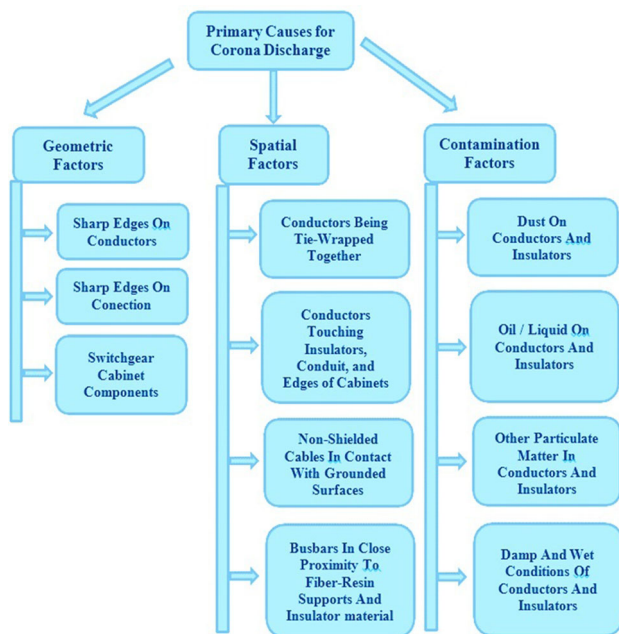 Primary Causes for
Corona Discharge
Geometric
Factors
Sharp Edges On
Conductors
Sharp Edges On
Conection
Switchgear
Cabinet
Components
Spatial
Factors
Conductors Being
Tie-Wrapped
Together
Conductors
Touching
Insulators,
Conduit, and
Edges of Cabinets
Non-Shielded
Cables In Contact
With Grounded
Surfaces
Busbars In Close
Proximity To
Fiber-Resin
Supports And
Insulator material
Contamination
Factors
Dust On
Conductors And
Insulators
Oil / Liquid On
Conductors And
Insulators
Other Particulate
Matter In
Conductors And
Insulators
Damp And Wet
Conditions Of
Conductors And
Insulators